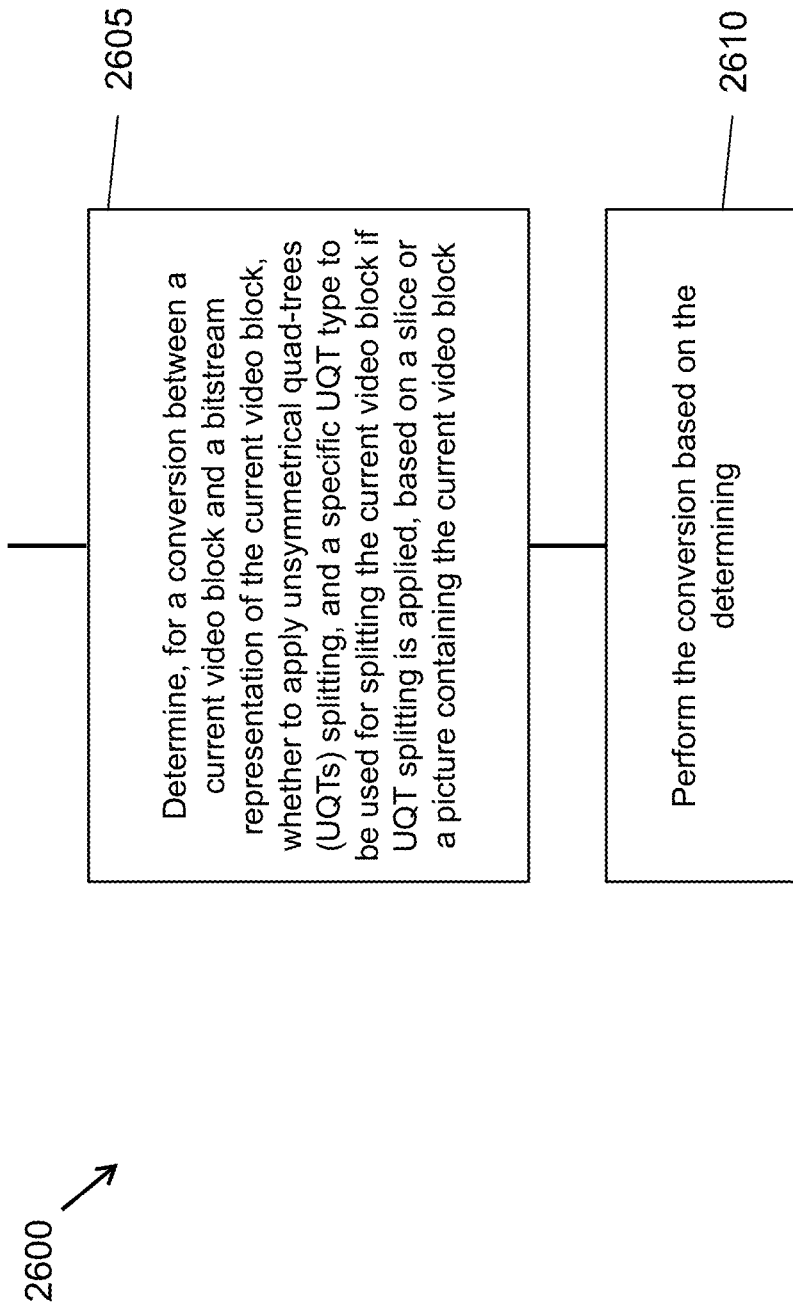 2600
2605
Determine, for a conversion between a
current video block and a bitstream
representation of the current video block,
whether to apply unsymmetrical quad-trees
(UQTs) splitting, and a specific UQT type to
be used for splitting the current video block if
UQT splitting is applied, based on a slice or
a picture containing the current video block
2610
Perform the conversion based on the
determining